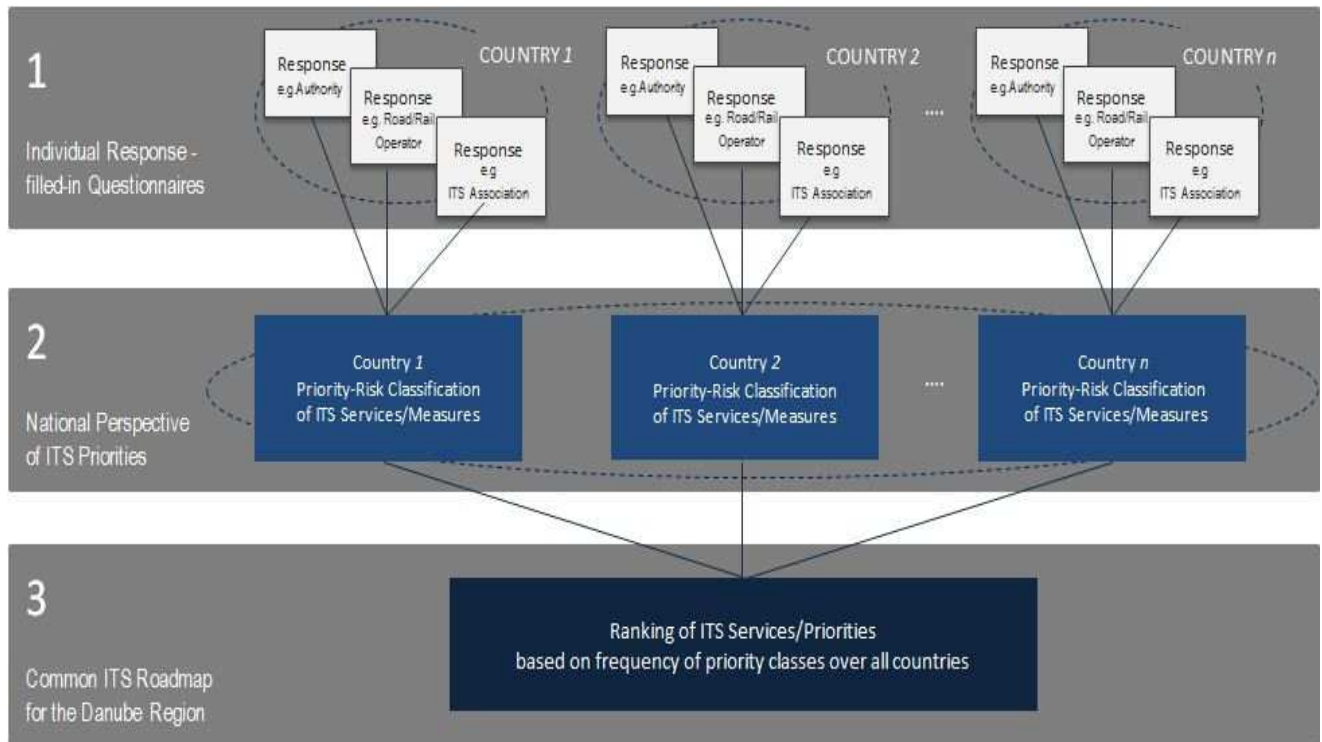 1
Individual Response -
filled-in Questionnaires
Response
e.g.Authority
Response
e.g. Road/Rail
Operator
Response
e.g
ITS Association
COUNTRY 1
Response
e.g.Authority
Response
e.g. Road/Rail
Operator
Response
e.g
ITS Association
COUNTRY 2
....
Response
e.g.Authority
Response
e.g. Road/Rail
Operator
Response
e.g
ITS Association
COUNTRY n
2
National Perspective
of ITS Priorities
Country 1
Priority-Risk Classification
of ITS Services/Measures
Country 2
Priority-Risk Classification
of ITS Services/Measures
....
Country n
Priority-Risk Classification
of ITS Services/Measures
3
Common ITS Roadmap
for the Danube Region
Ranking of ITS Services/Priorities
based on frequency of priority classes over all countries